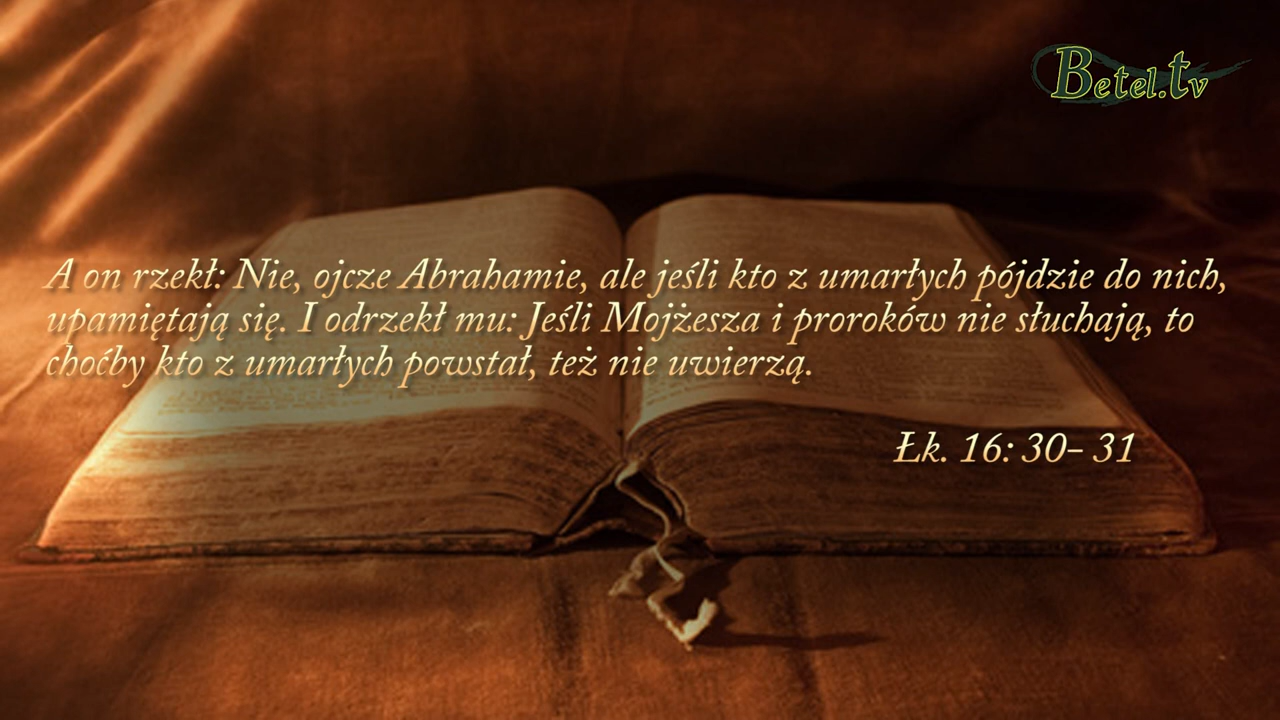 Betel.tv
A on rzekł: Nie, ojcze Abrahamie, ale jeśli kto z umarłych pójdzie do nich,
upamiętają się. I odrzekł mu: Jeśli Mojżesza i proroków nie słuchają, to
choćby kto z umarłych powstał, też nie uwierzą.
Łk. 16: 30- 31